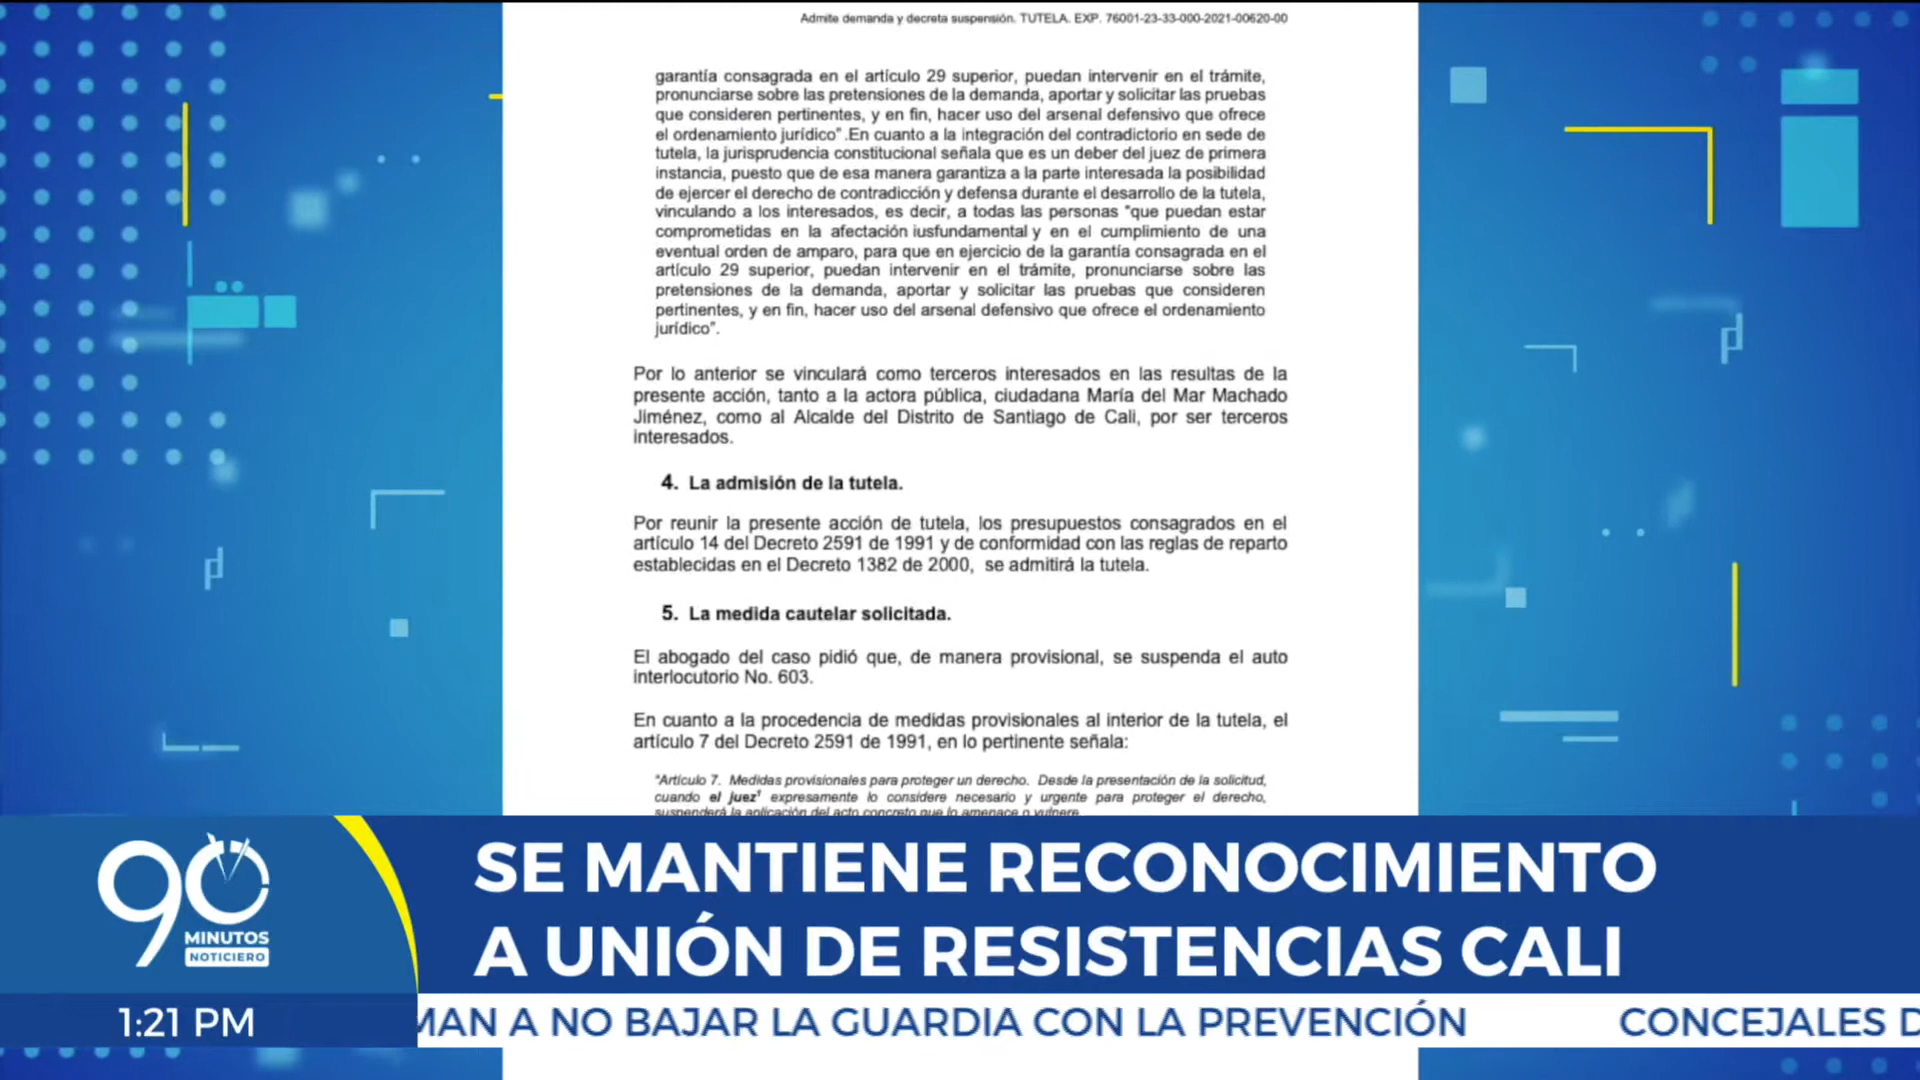 Admite demanda y decreta suspensión. TUTELA. EXP. 76001-23-33-000-2021-00620-00
garantía consagrada en el artículo 29 superior, puedan intervenir en el trámite,
pronunciarse sobre las pretensiones de la demanda, aportar y solicitar las pruebas
que consideren pertinentes, y en fin, hacer uso del arsenal defensivo que ofrece
el ordenamiento jurídico".En cuanto a la integración del contradictorio en sede de
tutela, la jurisprudencia constitucional señala que es un deber del juez de primera
instancia, puesto que de esa manera garantiza a la parte interesada la posibilidad
de ejercer el derecho de contradicción y defensa durante el desarrollo de la tutela,
vinculando a los interesados, es decir, a todas las personas "que puedan estar
comprometidas en la afectación iusfundamental y en el cumplimiento de una
eventual orden de amparo, para que en ejercicio de la garantía consagrada en el
artículo 29 superior, puedan intervenir en el trámite, pronunciarse sobre las
pretensiones de la demanda, aportar y solicitar las pruebas que consideren
pertinentes, y en fin, hacer uso del arsenal defensivo que ofrece el ordenamiento
jurídico".
Por lo anterior se vinculará como terceros interesados en las resultas de la
presente acción, tanto a la actora pública, ciudadana María del Mar Machado
Jiménez, como al Alcalde del Distrito de Santiago de Cali, por ser terceros
interesados.
4. La admisión de la tutela.
Por reunir la presente acción de tutela, los presupuestos consagrados en el
artículo 14 del Decreto 2591 de 1991 y de conformidad con las reglas de reparto
establecidas en el Decreto 1382 de 2000, se admitirá la tutela.
5. La medida cautelar solicitada.
El abogado del caso pidió que, de manera provisional, se suspenda el auto
interlocutorio No. 603.
En cuanto a la procedencia de medidas provisionales al interior de la tutela, el
artículo 7 del Decreto 2591 de 1991, en lo pertinente señala:
"Artículo 7. Medidas provisionales para proteger un derecho. Desde la presentación de la solicitud,
cuando el juez¹ expresamente lo considere necesario y urgente para proteger el derecho,
suspenderá la aplicación del acto concreto que lo amenace o vulnere.
90
MINUTOS
NOTICIERO
SE MANTIENE RECONOCIMIENTO
A UNIÓN DE RESISTENCIAS CALI
1:21 PM
MAN A NO BAJAR LA GUARDIA CON LA PREVENCIÓN CONCEJALES D